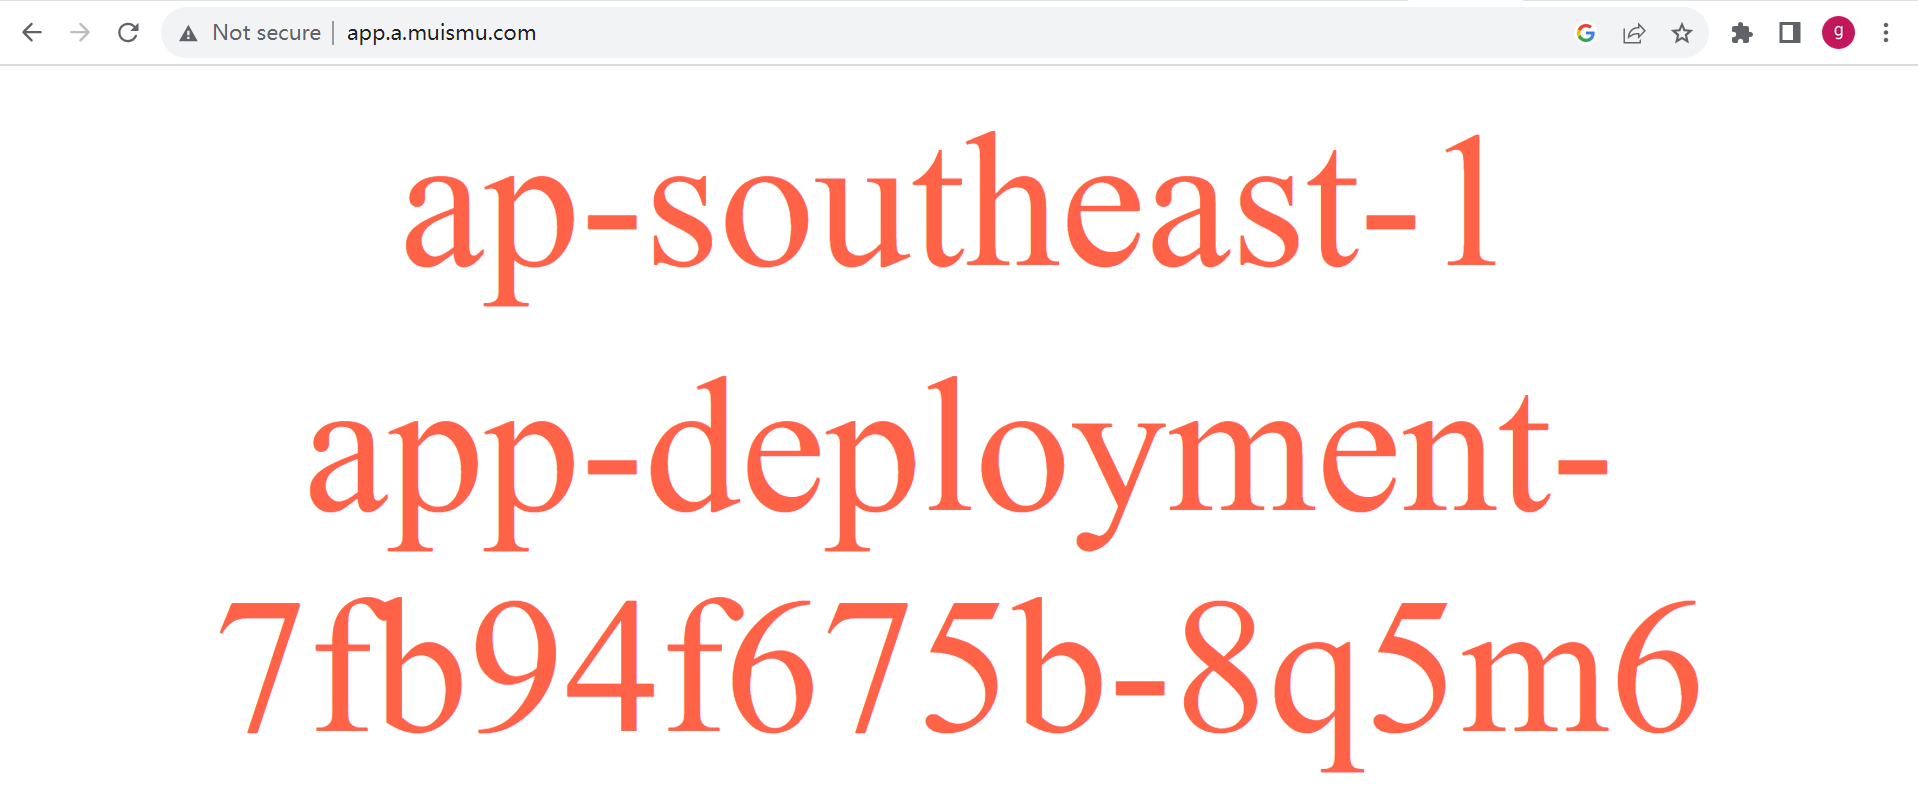 Not secure | app.a.muismu.com
g
ap-southeast-1
app-deployment-
7fb94f675b-8q5m6